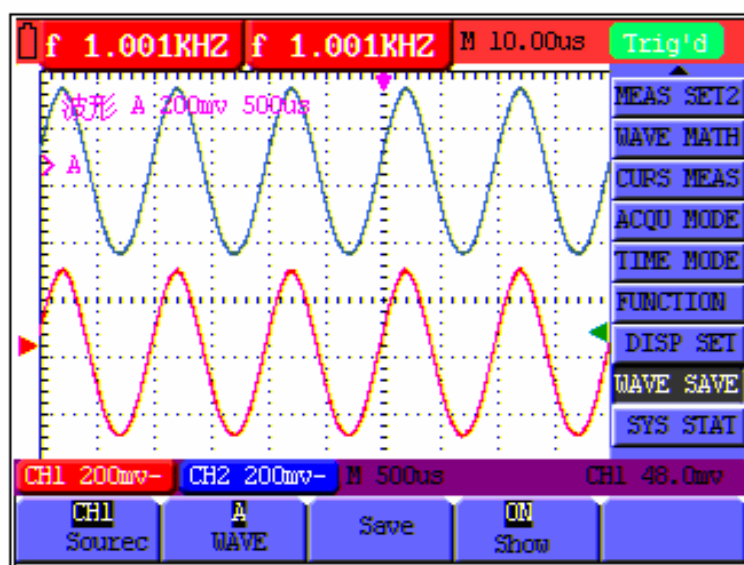 f 1.001KHZ f 1.001KHZ M 10.00us Trig'd
波形 A 200mv 500us
A
MEAS SET2
WAVE MATH
CURS MEAS
ACQU MODE
TIME MODE
FUNCTION
DISP SET
WAVE SAVE
SYS STAT
CH1 200mv- CH2 200mv- M 500us CH1 48.0mv
CH1 A ON
Sourec WAVE Save Show